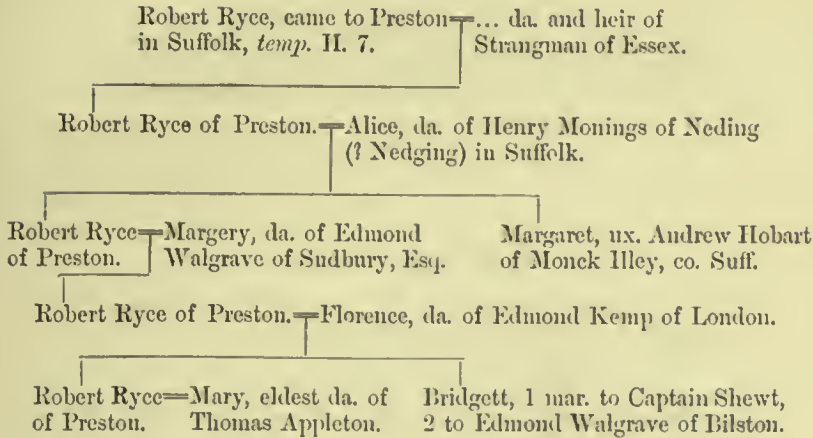 Robert Ryce, came to Preston
in Suffolk, temp. H. 7.
... da. and heir of
Strangman of Essex.
Robert Ryce of Preston.
Alice, da. of Henry Monings of Neding
(? Nedging) in Suffolk.
Robert Ryce
of Preston.
Margery, da. of Edmond
Walgrave of Sudbury, Esq.
Margaret, ux. Andrew Hobart
of Monck Illey, co. Suff.
Robert Ryce of Preston.
Florence, da. of Edmond Kemp of London.
Robert Ryce
of Preston.
Mary, eldest da. of
Thomas Appleton.
Bridgett, 1 mar. to Captain Shewt,
2 to Edmond Walgrave of Bilston.